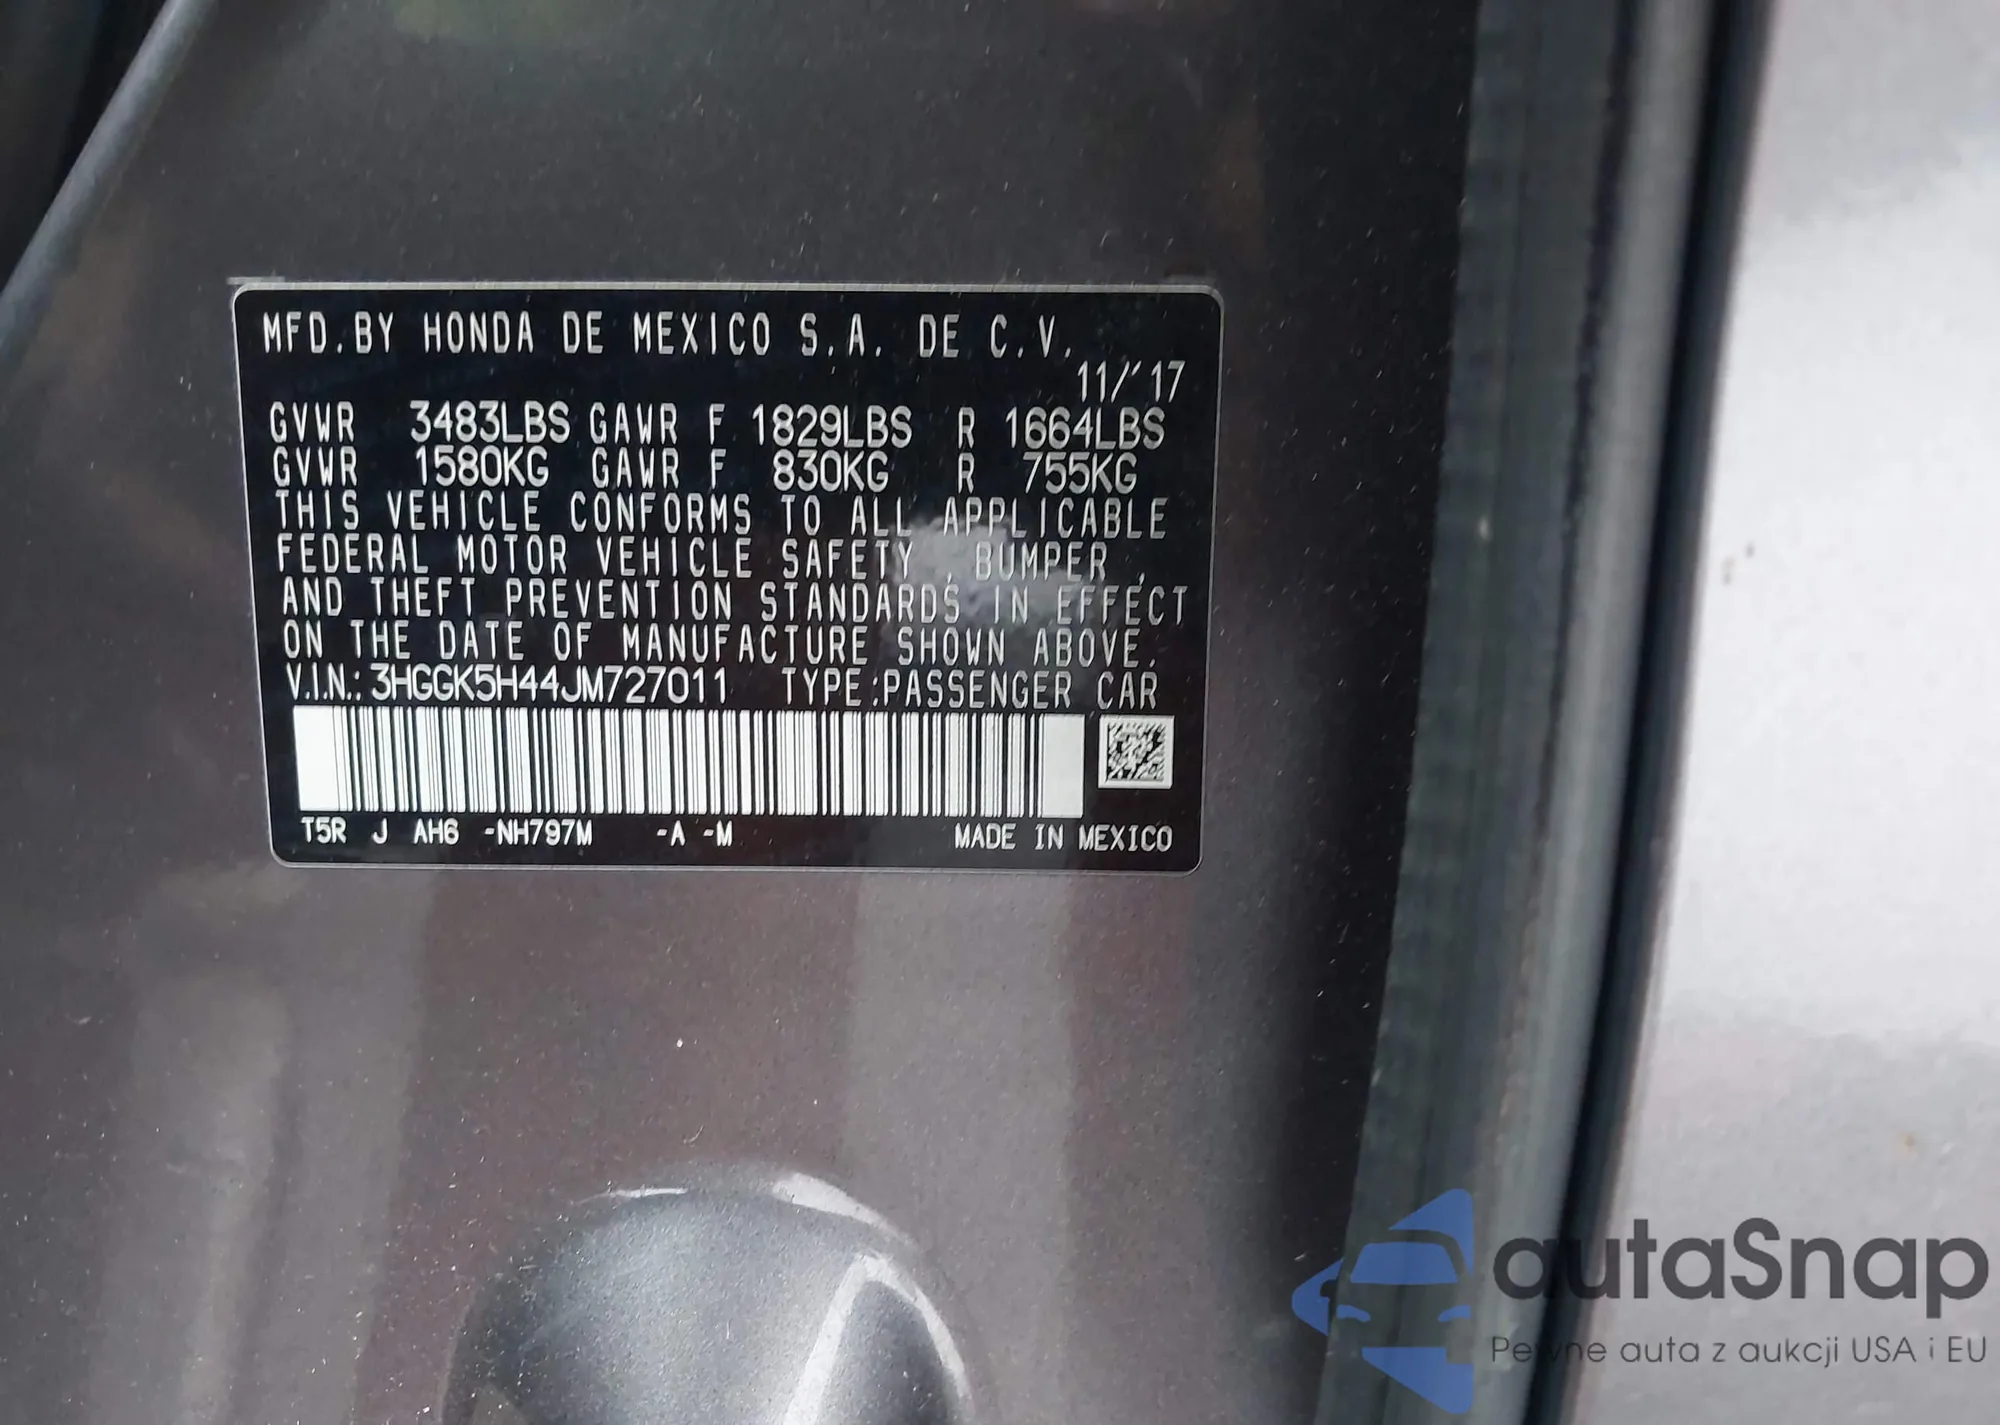 MFD.BY HONDA DE MEXICO S.A. DE C.V.
11/'17
GVWR 3483LBS GAWR F 1829LBS R 1664LBS
GVWR 1580KG GAWR F 830KG R 755KG
THIS VEHICLE CONFORMS TO ALL APPLICABLE
FEDERAL MOTOR VEHICLE SAFETY, BUMPER,
AND THEFT PREVENTION STANDARDS IN EFFECT
ON THE DATE OF MANUFACTURE SHOWN ABOVE.
V.I.N.: 3HGGK5H44JM727011 TYPE:PASSENGER CAR
T5R J AH6 -NH797M -A -M MADE IN MEXICO
autaSnap
Pewne auta z aukcji USA i EU